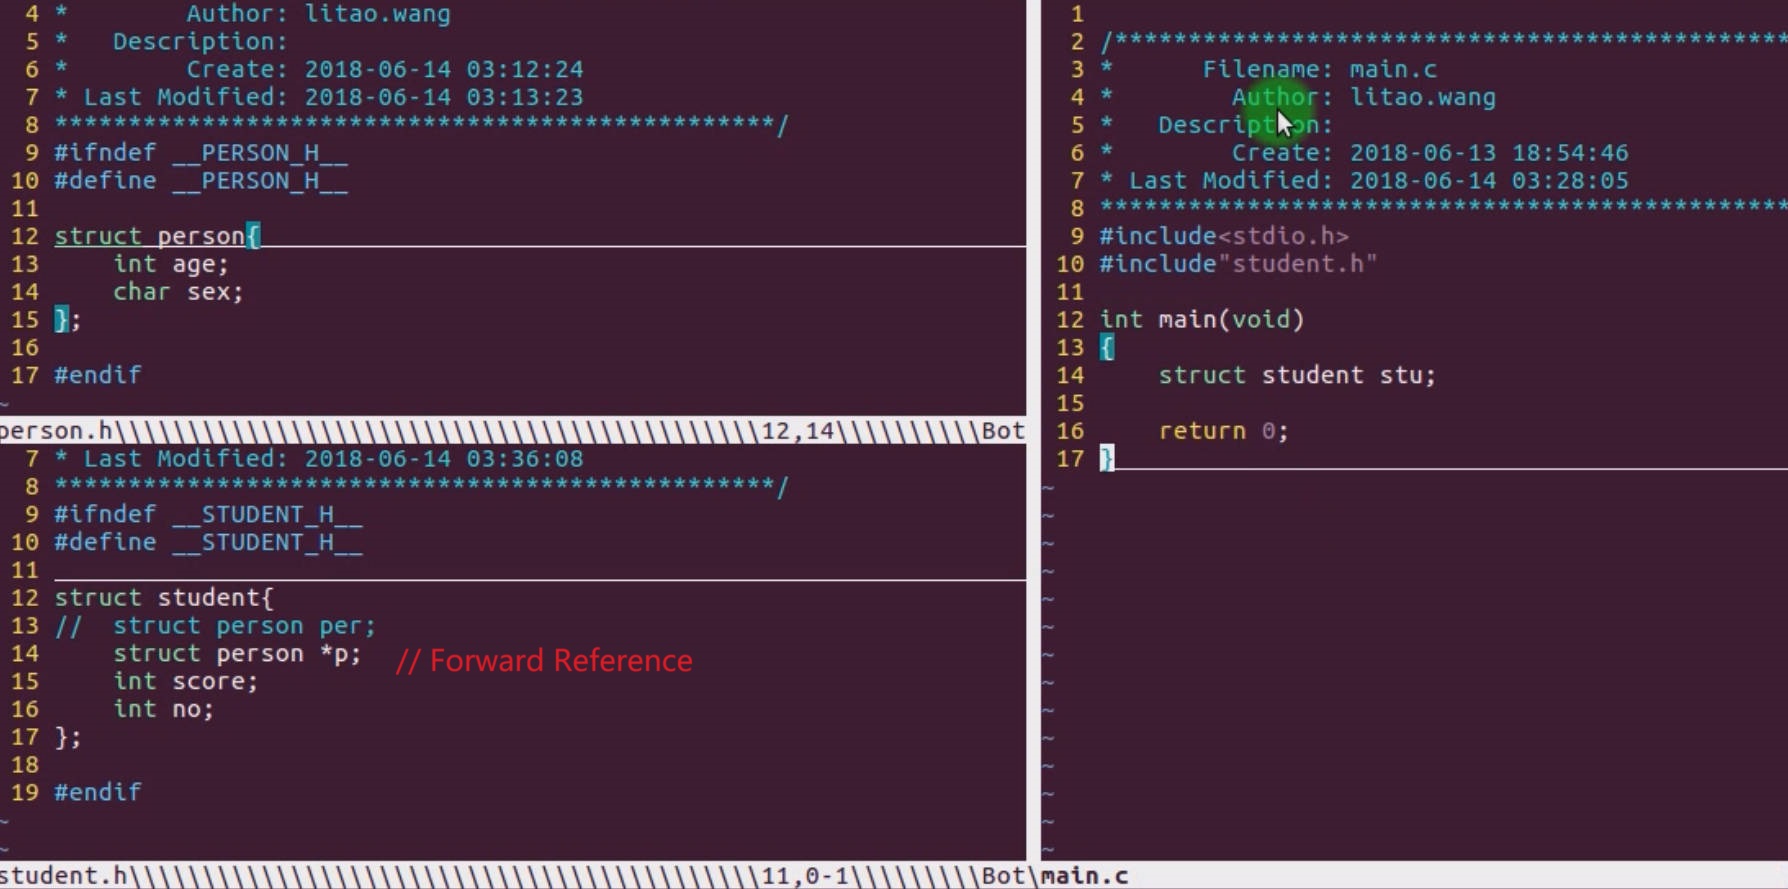 4 *        Author: litao.wang
5 *   Description:
6 *        Create: 2018-06-14 03:12:24
7 * Last Modified: 2018-06-14 03:13:23
8 *************************************************/
9 #ifndef __PERSON_H__
10 #define __PERSON_H__
11
12 struct person{
13     int age;
14     char sex;
15 };
16
17 #endif
~
person.h\\\\\\\\\\\\\\\\\\\\\\\\\\\\\\\\\\\\\\\\\\\\12,14\\\\\\\\\\Bot
7 * Last Modified: 2018-06-14 03:36:08
8 *************************************************/
9 #ifndef __STUDENT_H__
10 #define __STUDENT_H__
11
12 struct student{
13 //  struct person per;
14     struct person *p; // Forward Reference
15     int score;
16     int no;
17 };
18
19 #endif
~
~
student.h\\\\\\\\\\\\\\\\\\\\\\\\\\\\\\\\\\\\\\\\\\\11,0-1\\\\\\\\\Bot\main.c
1
2 /***********************************************
3 *      Filename: main.c
4 *        Author: litao.wang
5 *   Description:
6 *        Create: 2018-06-13 18:54:46
7 * Last Modified: 2018-06-14 03:28:05
8 ***********************************************
9 #include<stdio.h>
10 #include"student.h"
11
12 int main(void)
13 {
14     struct student stu;
15
16     return 0;
17 }
~
~
~
~
~
~
~
~
~
~
~
~
~
~